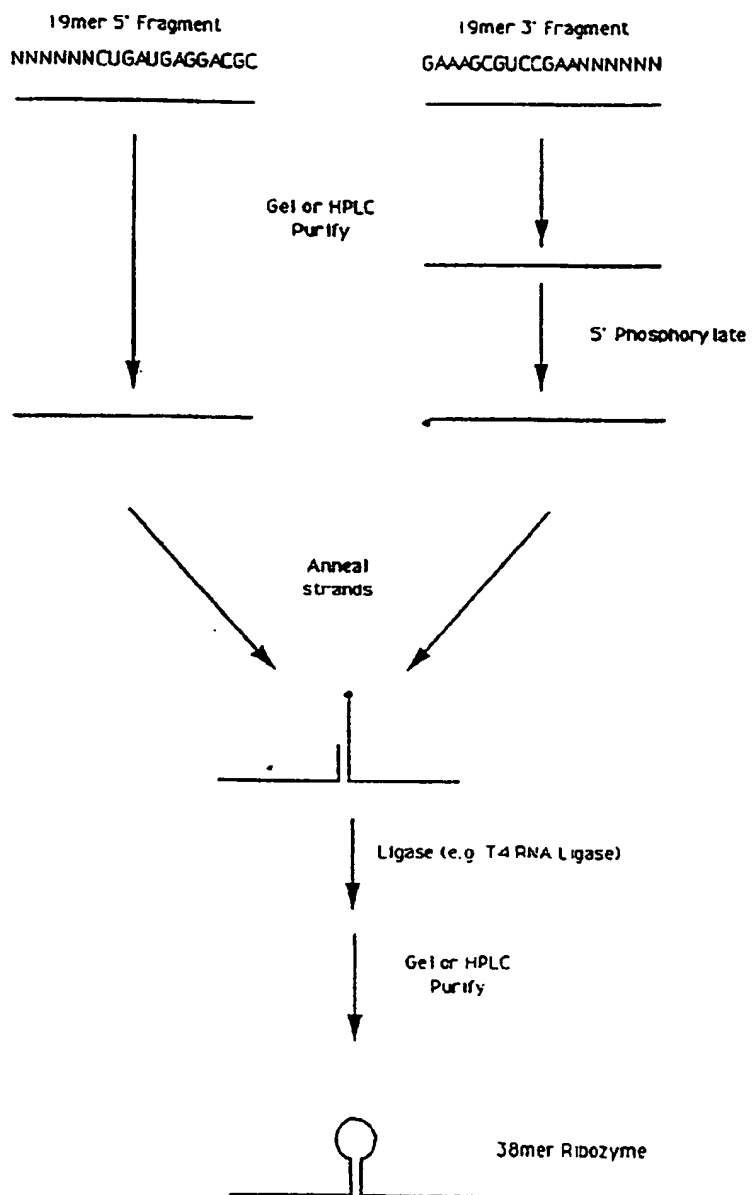 19mer 5' Fragment
NNNNNNCUGAUGAGGACGC
19mer 3' Fragment
GAAAGCGUCCGAANNNNNN
Gel or HPLC
Purify
5' Phosphorylate
Anneal
strands
Ligase (e.g. T4 RNA Ligase)
Gel or HPLC
Purify
38mer Ribozyme